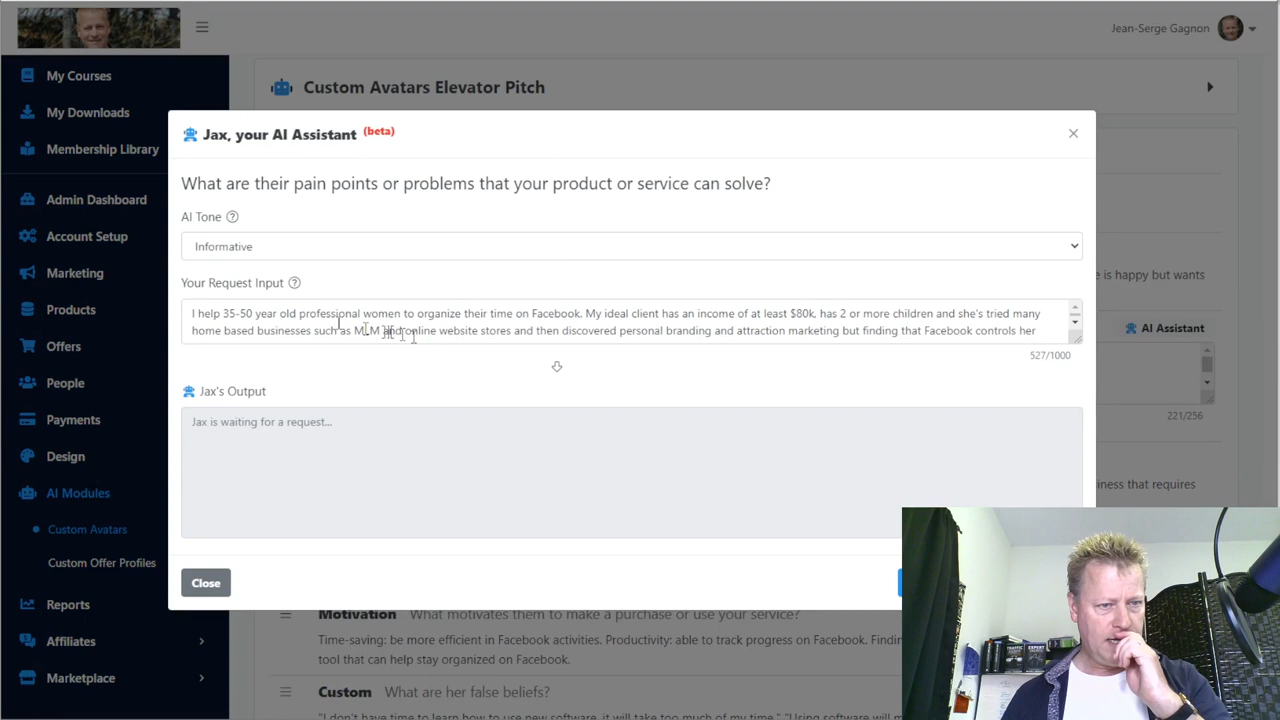 Jean-Serge Gagnon
My Courses
My Downloads
Membership Library
Admin Dashboard
Account Setup
Marketing
Products
Offers
People
Payments
Design
AI Modules
Custom Avatars
Custom Offer Profiles
Reports
Affiliates
Marketplace
Custom Avatars Elevator Pitch
Jax, your AI Assistant (beta)
What are their pain points or problems that your product or service can solve?
AI Tone ?
Informative
Your Request Input ?
I help 35-50 year old professional women to organize their time on Facebook. My ideal client has an income of at least $80k, has 2 or more children and she's tried many
home based businesses such as MLM and online website stores and then discovered personal branding and attraction marketing but finding that Facebook controls her
527/1000
Jax's Output
Jax is waiting for a request...
Close
e is happy but wants
AI Assistant
221/256
iness that requires
Motivation What motivates them to make a purchase or use your service?
Time-saving: be more efficient in Facebook activities. Productivity: able to track progress on Facebook. Finding
tool that can help stay organized on Facebook.
Custom What are her false beliefs?
"I don't have time to learn how to use new software, it will take too much of my time." "Using software will
TRAFFIC
EXPERT